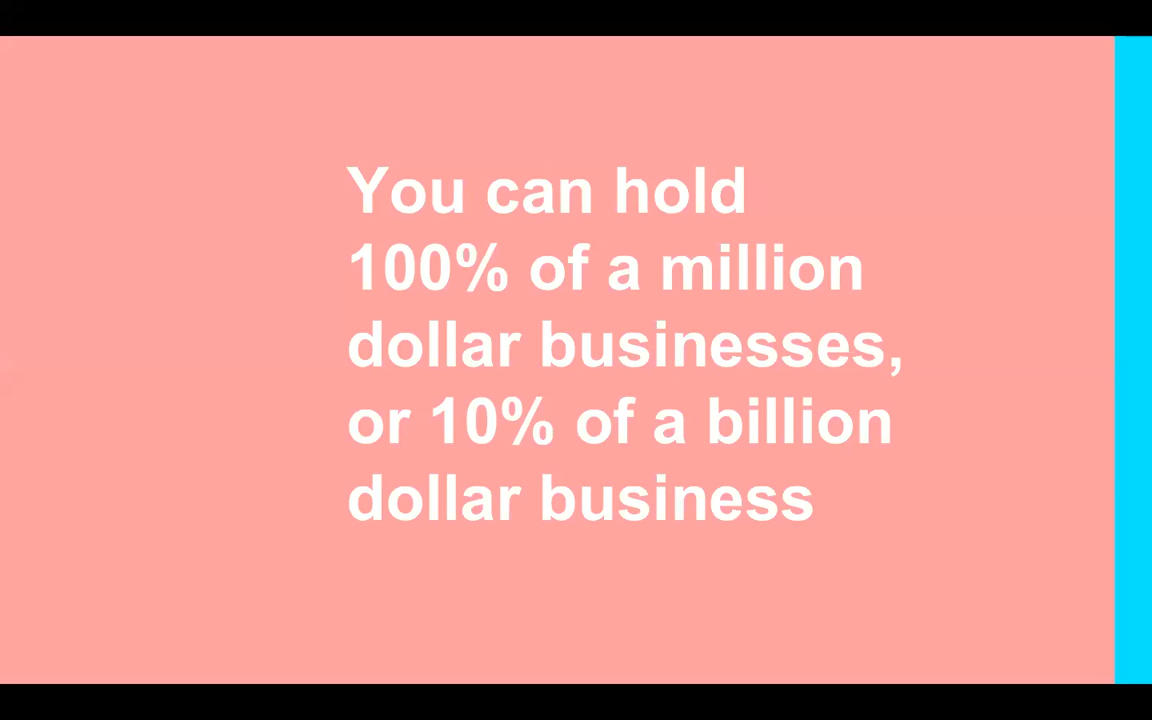 You can hold
100% of a million
dollar businesses,
or 10% of a billion
dollar business